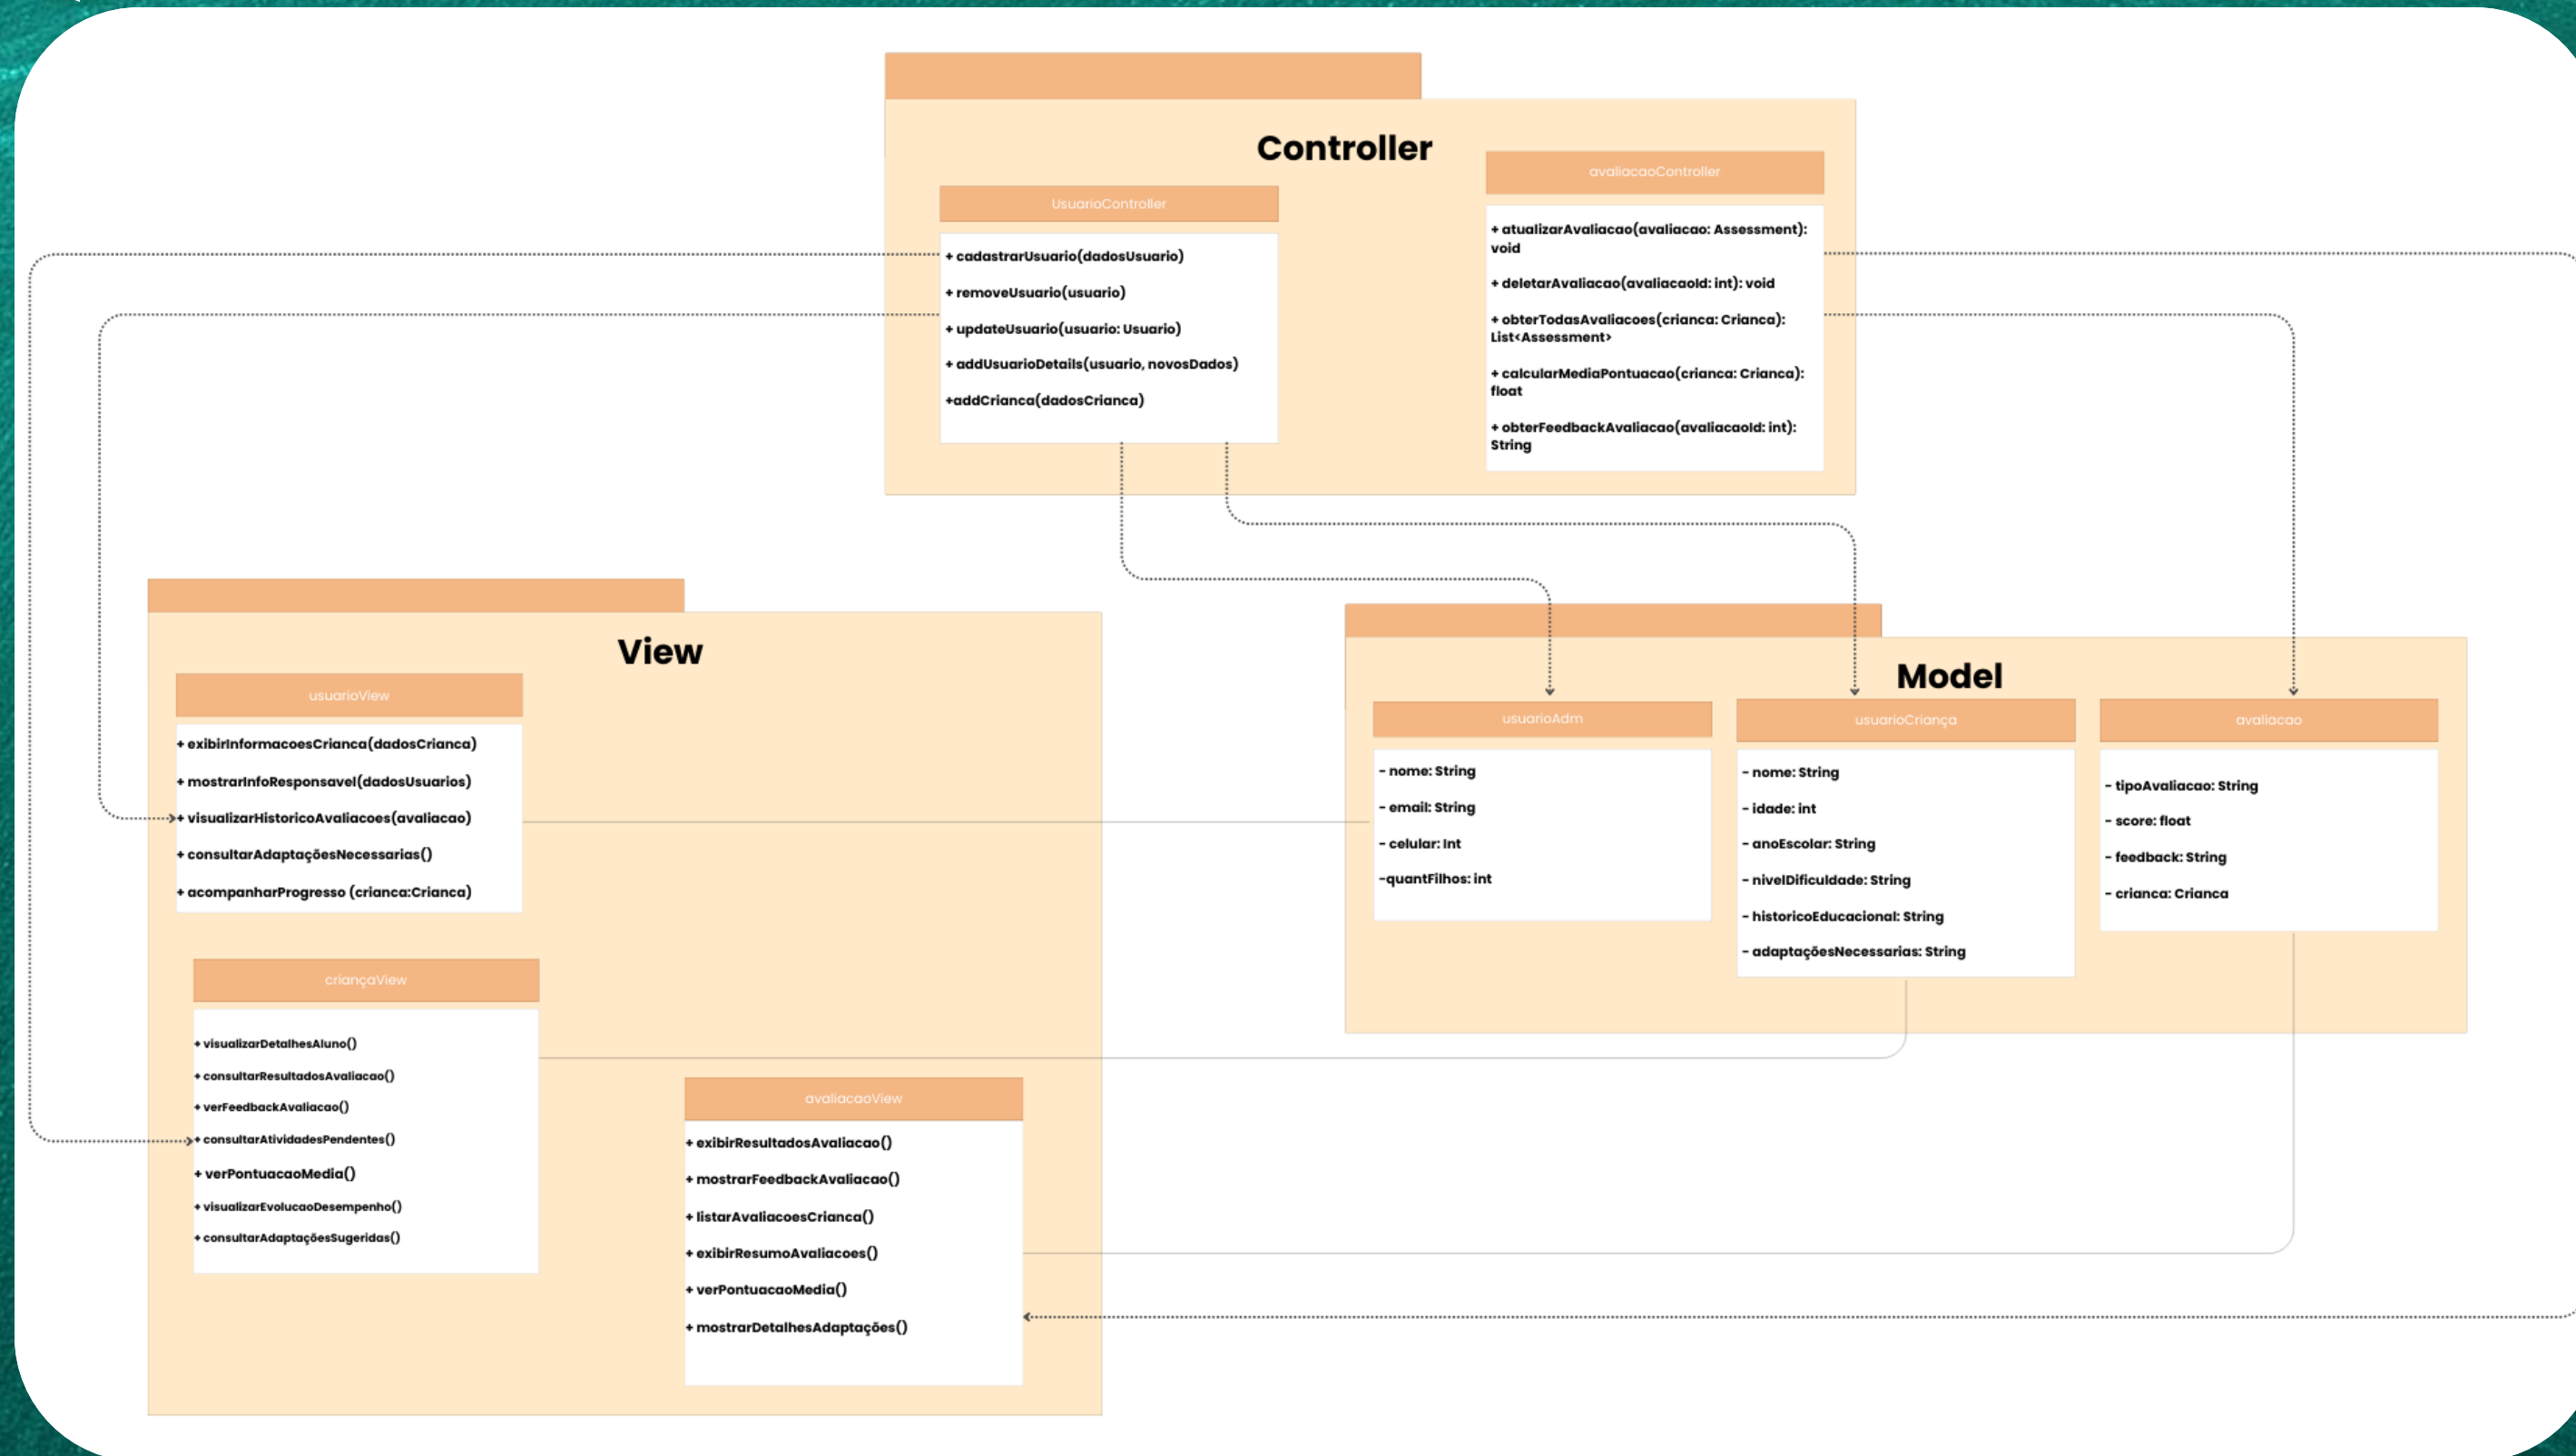 Controller
UsuarioController
+ cadastrarUsuario(dadosUsuario)
+ removeUsuario(usuario)
+ updateUsuario(usuario: Usuario)
+ addUsuarioDetails(usuario, novosDados)
+addCrianca(dadosCrianca)
avaliacaoController
+ atualizarAvaliacao(avaliacao: Assessment):
void
+ deletarAvaliacao(avaliacaoId: int): void
+ obterTodasAvaliacoes(crianca: Crianca):
List<Assessment>
+ calcularMediaPontuacao(crianca: Crianca):
float
+ obterFeedbackAvaliacao(avaliacaoId: int):
String
View
usuarioView
+ exibirInformacoesCrianca(dadosCrianca)
+ mostrarInfoResponsavel(dadosUsuarios)
+ visualizarHistoricoAvaliacoes(avaliacao)
+ consultarAdaptaçõesNecessarias()
+ acompanharProgresso (crianca:Crianca)
criançaView
+ visualizarDetalhesAluno()
+ consultarResultadosAvaliacao()
+ verFeedbackAvaliacao()
+ consultarAtividadesPendentes()
+ verPontuacaoMedia()
+ visualizarEvolucaoDesempenho()
+ consultarAdaptaçõesSugeridas()
avaliacaoView
+ exibirResultadosAvaliacao()
+ mostrarFeedbackAvaliacao()
+ listarAvaliacoesCrianca()
+ exibirResumoAvaliacoes()
+ verPontuacaoMedia()
+ mostrarDetalhesAdaptações()
Model
usuarioAdm
- nome: String
- email: String
- celular: Int
-quantFilhos: int
usuarioCriança
- nome: String
- idade: int
- anoEscolar: String
- nivelDificuldade: String
- historicoEducacional: String
- adaptaçõesNecessarias: String
avaliacao
- tipoAvaliacao: String
- score: float
- feedback: String
- crianca: Crianca